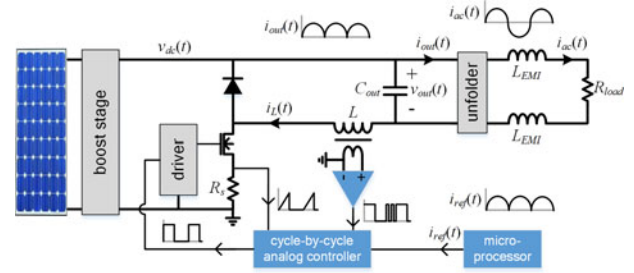 i_out(t)
i_ac(t)
v_dc(t)
i_out(t)
i_ac(t)
L_EMI
boost stage
+
C_out
v_out(t)
-
unfolder
R_load
i_L(t)
L
L_EMI
driver
R_s
- +
i_ref(t)
cycle-by-cycle
analog controller
i_ref(t)
micro-
processor